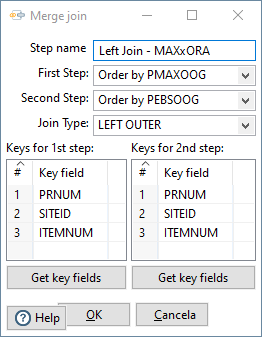 Merge join
Step name Left Join - MAXxORA
First Step: Order by PMAXOOG
Second Step: Order by PEBSOOG
Join Type: LEFT OUTER
Keys for 1st step: Keys for 2nd step:
# Key field # Key field
1 PRNUM 1 PRNUM
2 SITEID 2 SITEID
3 ITEMNUM 3 ITEMNUM
Get key fields Get key fields
Help OK Cancela